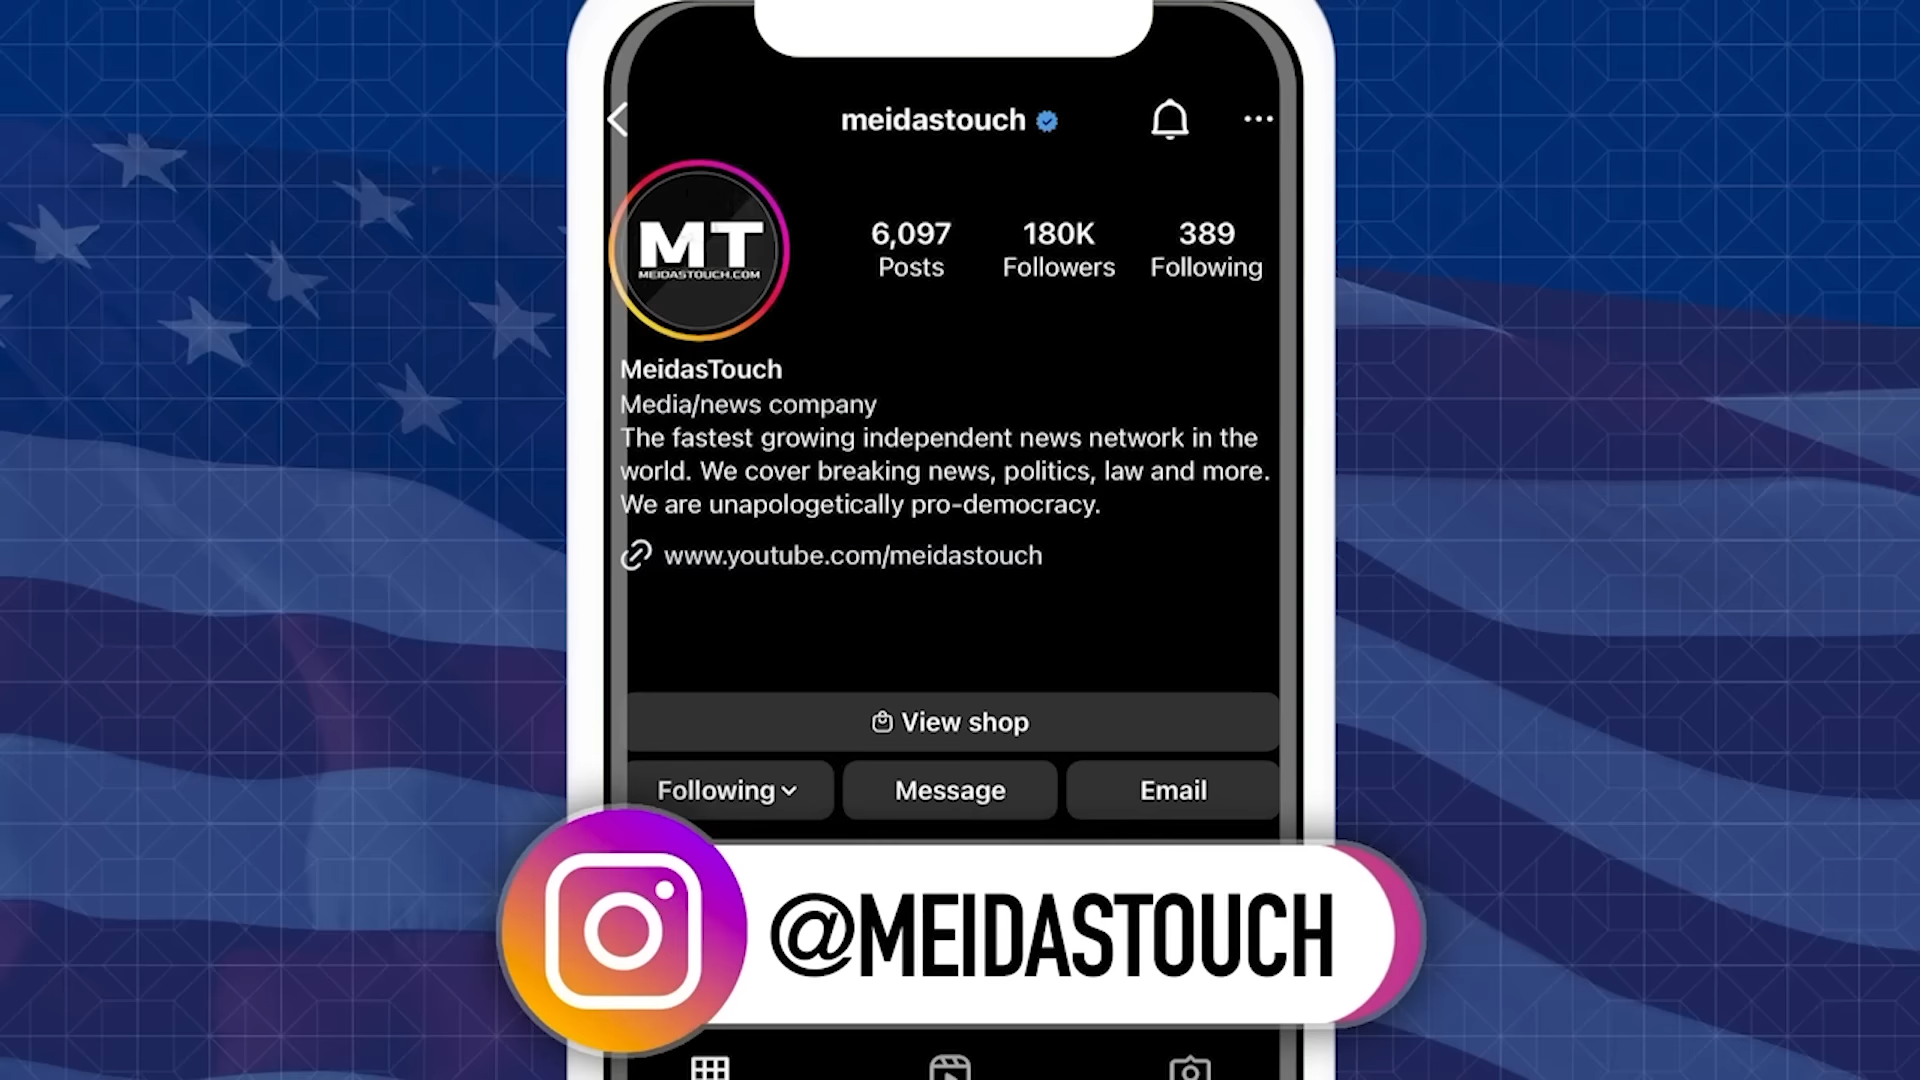 meidastouch
MT
MEIDASTOUCH.COM
6,097 180K 389
Posts Followers Following
MeidasTouch
Media/news company
The fastest growing independent news network in the
world. We cover breaking news, politics, law and more.
We are unapologetically pro-democracy.
www.youtube.com/meidastouch
View shop
Following Message Email
@MEIDASTOUCH